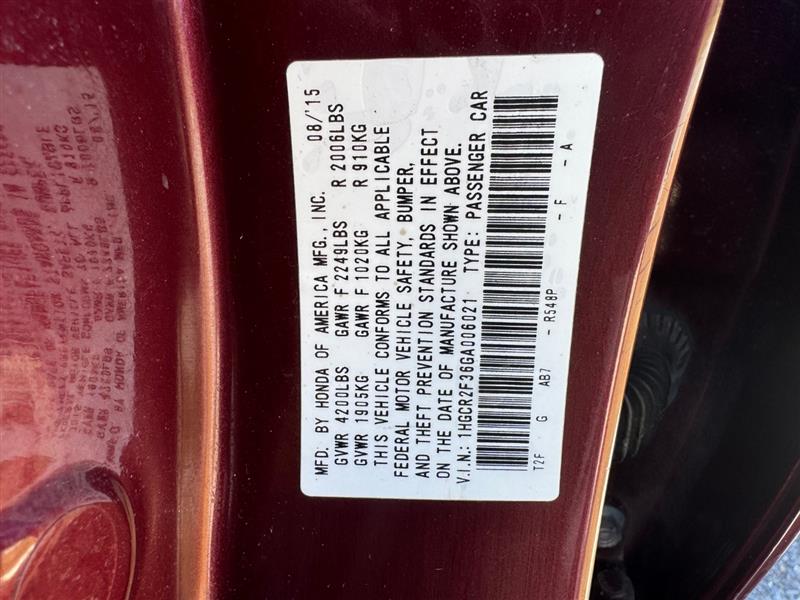 MFD. BY HONDA OF AMERICA MFG., INC. 08/'15
GVWR 4200LBS GAWR F 2249LBS R 2006LBS
GVWR 1905KG GAWR F 1020KG R 910KG
THIS VEHICLE CONFORMS TO ALL APPLICABLE
FEDERAL MOTOR VEHICLE SAFETY, BUMPER,
AND THEFT PREVENTION STANDARDS IN EFFECT
ON THE DATE OF MANUFACTURE SHOWN ABOVE.
V.I.N.: 1HGCR2F36GA006021 TYPE: PASSENGER CAR
T2F G AB7 - R548P - F - A